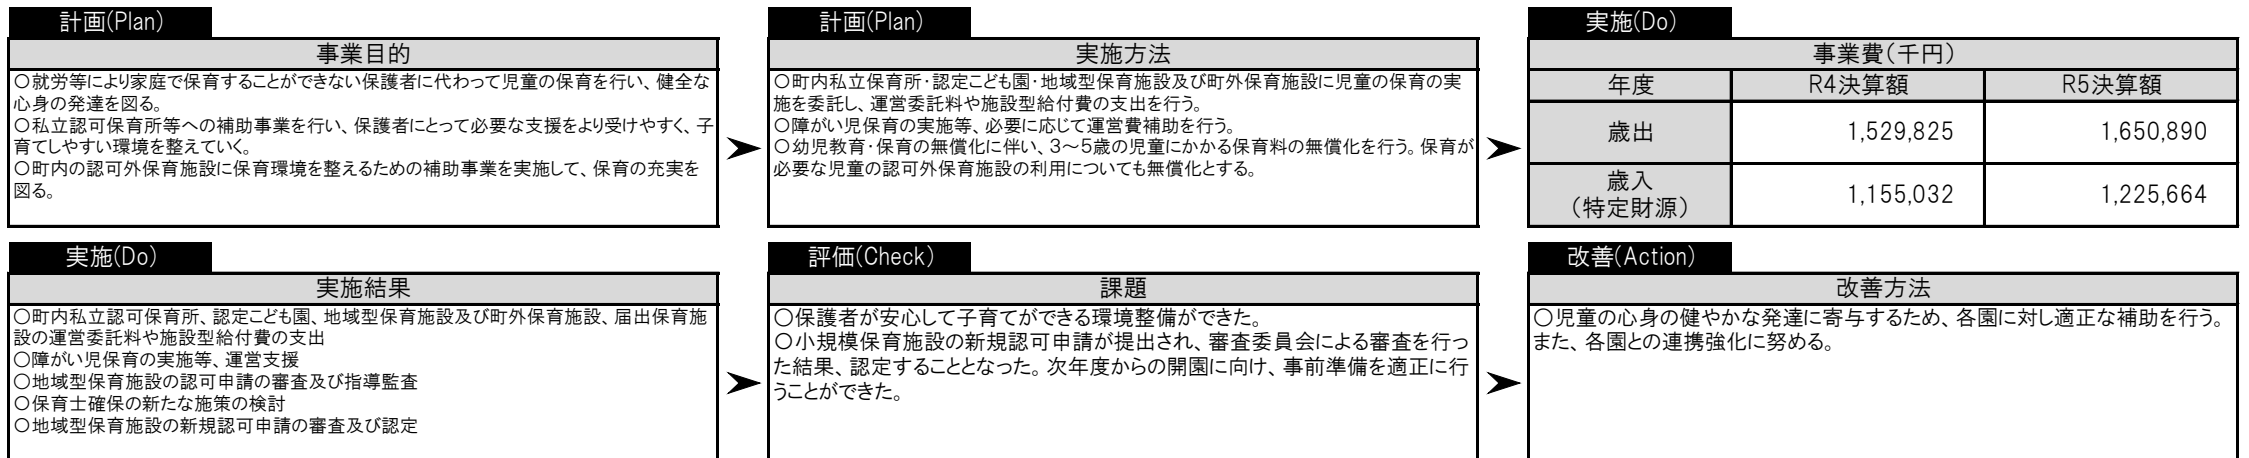 計画(Plan)
事業目的
○就労等により家庭で保育することができない保護者に代わって児童の保育を行い、健全な
心身の発達を図る。
○私立認可保育所等への補助事業を行い、保護者にとって必要な支援をより受けやすく、子
育てしやすい環境を整えていく。
○町内の認可外保育施設に保育環境を整えるための補助事業を実施して、保育の充実を
図る。
計画(Plan)
実施方法
○町内私立保育所・認定こども園・地域型保育施設及び町外保育施設に児童の保育の実
施を委託し、運営委託料や施設型給付費の支出を行う。
○障がい児保育の実施等、必要に応じて運営費補助を行う。
○幼児教育・保育の無償化に伴い、3～5歳の児童にかかる保育料の無償化を行う。保育が
必要な児童の認可外保育施設の利用についても無償化とする。
実施(Do)
事業費(千円)
年度 R4決算額 R5決算額
歳出 1,529,825 1,650,890
歳入
(特定財源) 1,155,032 1,225,664
実施(Do)
実施結果
○町内私立認可保育所、認定こども園、地域型保育施設及び町外保育施設、届出保育施
設の運営委託料や施設型給付費の支出
○障がい児保育の実施等、運営支援
○地域型保育施設の認可申請の審査及び指導監査
○保育士確保の新たな施策の検討
○地域型保育施設の新規認可申請の審査及び認定
評価(Check)
課題
○保護者が安心して子育てができる環境整備ができた。
○小規模保育施設の新規認可申請が提出され、審査委員会による審査を行っ
た結果、認定することとなった。次年度からの開園に向け、事前準備を適正に行
うことができた。
改善(Action)
改善方法
○児童の心身の健やかな発達に寄与するため、各園に対し適正な補助を行う。
また、各園との連携強化に努める。